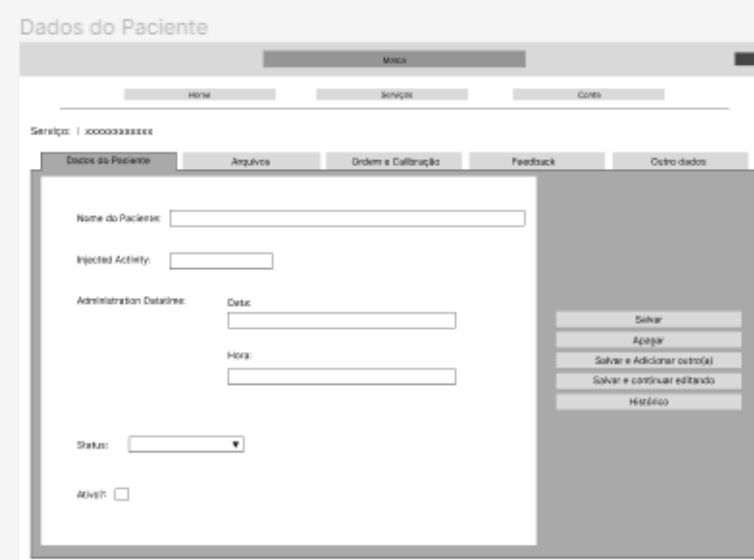 Dados do Paciente
Marca
Home Serviços Conta
Serviço: | xxxxxxxxxxxx
Dados do Paciente Arquivos Ordem e Calibração Feedback Outro dados
Nome do Paciente:
Injected Activity:
Administration Datatime: Data:
Hora:
Salvar
Apagar
Salvar e Adicionar outro(a)
Salvar e continuar editando
Histórico
Status:
Ativo?: